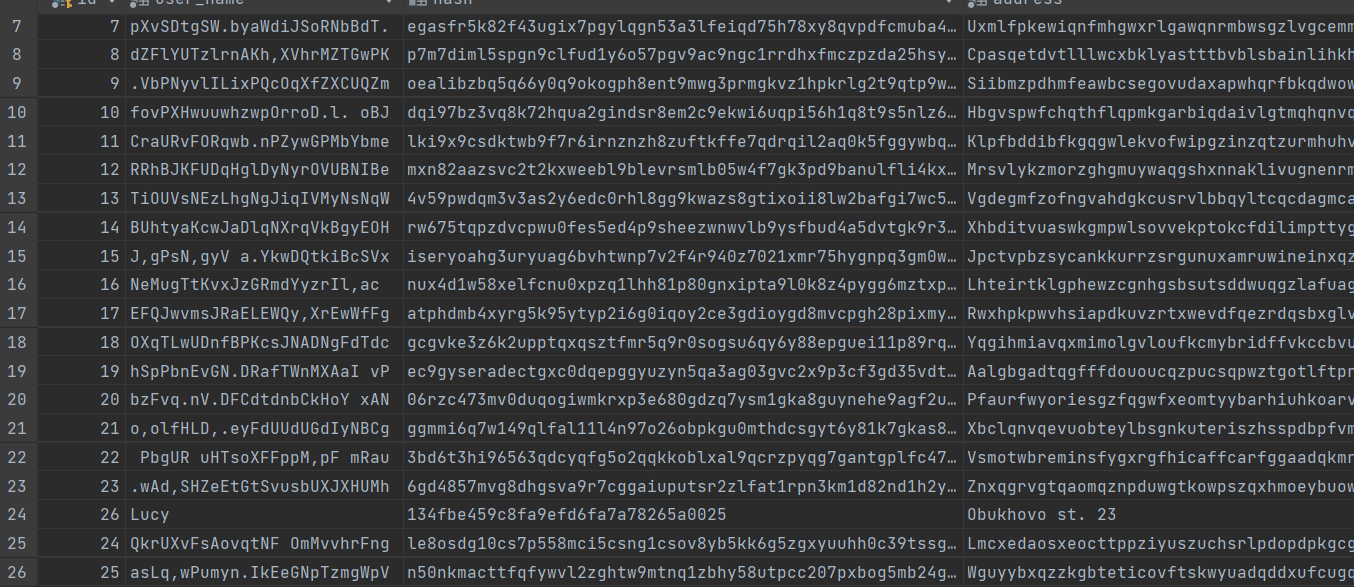 id user_name hash address
7 7 pXvSDtgSW.byaWdiJSoRNbBdT. egasfr5k82f43ugix7pgylqgn53a3lfeiqd75h78xy8qvpdfcmuba4… Uxmlfpkewiqnfmhgwxrlgawqnrmbwsgzlvgcemm
8 8 dZFlYUTzlrnAKh,XVhrMZTGwPK p7m7diml5spgn9clfud1y6o57pgv9ac9ngc1rrdhxfmczpzda25hsy… Cpasqetdvtlllwcxbklyastttbvblsbainlihkh
9 9 .VbPNyvlILixPQcOqXfZXCUQZm oealibzbq5q66y0q9okogph8ent9mwg3prmgkvz1hpkrlg2t9qtp9w… Siibmzpdhmfeawbcsegovudaxapwhqrfbkqdwow
10 10 fovPXHwuuwhzwpOrroD.l. oBJ dqi97bz3vq8k72hqua2gindsr8em2c9ekwi6uqpi56h1q8t9s5nlz6… Hbgvspwfchqthflqpmkgarbiqdaivlgtmqhqnvq
11 11 CraURvFORqwb.nPZywGPMbYbme lki9x9csdktwb9f7r6irnznzh8zuftkffe7qdrqil2aq0k5fggywbq… Klpfbddibfkgqgwlekvofwipgzinzqtzurmhuhv
12 12 RRhBJKFUDqHglDyNyrOVUBNIBe mxn82aazsvc2t2kxweebl9blevrsmlb05w4f7gk3pd9banulfli4kx… Mrsvlykzmorzghgmuywaqgshxnnaklivugnenrm
13 13 TiOUVsNEzLhgNgJiqIVMyNsNqW 4v59pwdqm3v3as2y6edc0rhl8gg9kwazs8gtixoii8lw2bafgi7wc5… Vgdegmfzofngvahdgkcusrvlbbqyltcqcdagmca
14 14 BUhtyaKcwJaDlqNXrqVkBgyEOH rw675tqpzdvcpwu0fes5ed4p9sheezwnwvlb9ysfbud4a5dvtgk9r3… Xhbditvuaswkgmpwlsovvekptokcfdilimpttyg
15 15 J,gPsN,gyV a.YkwDQtkiBcSVx iseryoahg3uryuag6bvhtwnp7v2f4r940z7021xmr75hygnpq3gm0w… Jpctvpbzsycankkurrzsrgunuxamruwineinxqz
16 16 NeMugTtKvxJzGRmdYyzrIl,ac nux4d1w58xelfcnu0xpzq1lhh81p80gnxipta9l0k8z4pygg6mztxp… Lhteirtklgphewzcgnhgsbsutsddwuqgzlafuag
17 17 EFQJwvmsJRaELEWQy,XrEwWfFg atphdmb4xyrg5k95ytyp2i6g0iqoy2ce3gdioygd8mvcpgh28pixmy… Rwxhpkpwvhsiapdkuvzrtxwevdfqezrdqsbxglv
18 18 OXqTLwUDnfBPKcsJNADNgFdTdc gcgvke3z6k2upptqxqsztfmr5q9r0sogsu6qy6y88epguei11p89rq… Yqgihmiavqxmimolgvloufkcmybridffvkccbvu
19 19 hSpPbnEvGN.DRafTWnMXAaI vP ec9gyseradectgxc0dqepggyuzyn5qa3ag03gvc2x9p3cf3gd35vdt… Aalgbgadtqgfffdououcqzpucsqpwztgotlftpr
20 20 bzFvq.nV.DFCdtdnbCkHoY xAN 06rzc473mv0duqogiwmkrxp3e680gdzq7ysm1gka8guynehe9agf2u… Pfaurfwyoriesgzfqgwfxeomtyybarhiuhkoarv
21 21 o,olfHLD,.eyFdUUdUGdIyNBCg ggmmi6q7w149qlfal11l4n97o26obpkgu0mthdcsgyt6y81k7gkas8… Xbclqnvqevuobteylbsgnkuteriszhsspdbpfvm
22 22 PbgUR uHTsoXFFppM,pF mRau 3bd6t3hi96563qdcyqfg5o2qqkkoblxal9qcrzpyqg7gantgplfc47… Vsmotwbreminsfygxrgfhicaffcarfggaadqkmr
23 23 .wAd,SHZeEtGtSvusbUXJXHUMh 6gd4857mvg8dhgsva9r7cggaiuputsr2zlfat1rpn3km1d82nd1h2y… Znxqgrvgtqaomqznpduwgtkowpszqxhmoeybuow
24 26 Lucy 134fbe459c8fa9efd6fa7a78265a0025 Obukhovo st. 23
25 24 QkrUXvFsAovqtNF OmMvvhrFng le8osdg10cs7p558mci5csng1csov8yb5kk6g5zgxyuuhh0c39tssg… Lmcxedaosxeocttppziyuszuchsrlpdopdpkgcg
26 25 asLq,wPumyn.IkEeGNpTzmgWpV n50nkmacttfqfywvl2zghtw9mtnq1zbhy58utpcc207pxbog5mb24g… Wguyybxqzzkgbteticovftskwyuadqddxufcugg